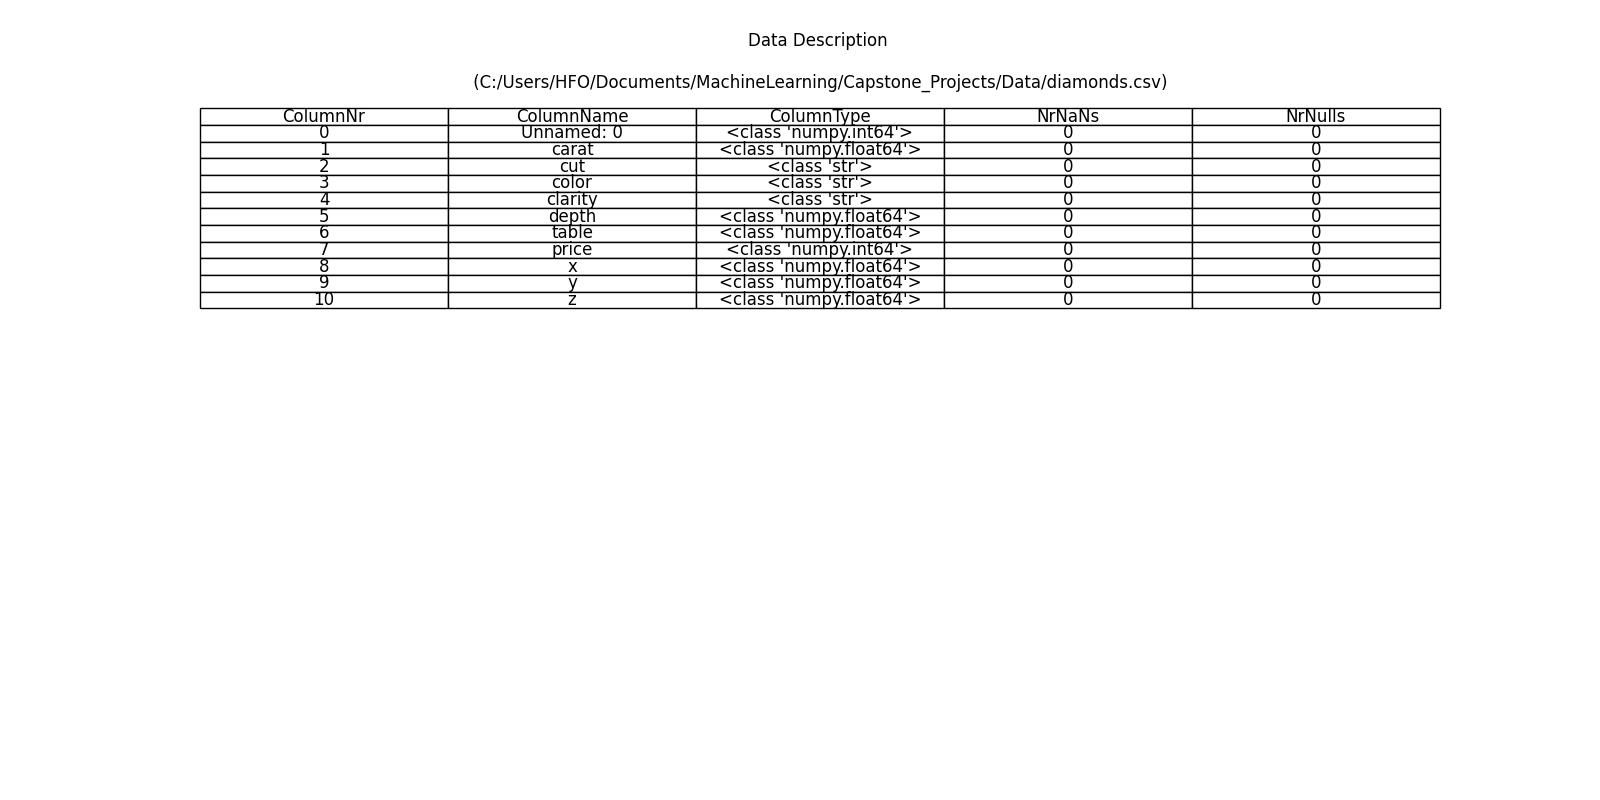 Data Description
(C:/Users/HFO/Documents/MachineLearning/Capstone_Projects/Data/diamonds.csv)
ColumnNr ColumnName ColumnType NrNaNs NrNulls
0 Unnamed: 0 <class 'numpy.int64'> 0 0
1 carat <class 'numpy.float64'> 0 0
2 cut <class 'str'> 0 0
3 color <class 'str'> 0 0
4 clarity <class 'str'> 0 0
5 depth <class 'numpy.float64'> 0 0
6 table <class 'numpy.float64'> 0 0
7 price <class 'numpy.int64'> 0 0
8 x <class 'numpy.float64'> 0 0
9 y <class 'numpy.float64'> 0 0
10 z <class 'numpy.float64'> 0 0